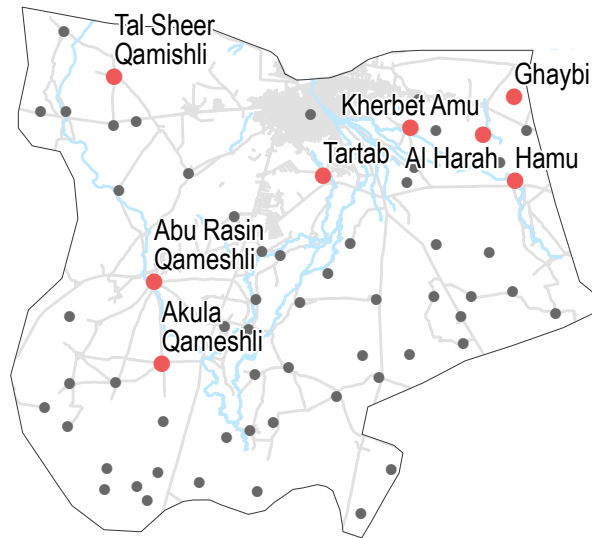 Tal Sheer
Qamishli
Ghaybi
Kherbet Amu
Tartab
Al Harah
Hamu
Abu Rasin
Qameshli
Akula
Qameshli